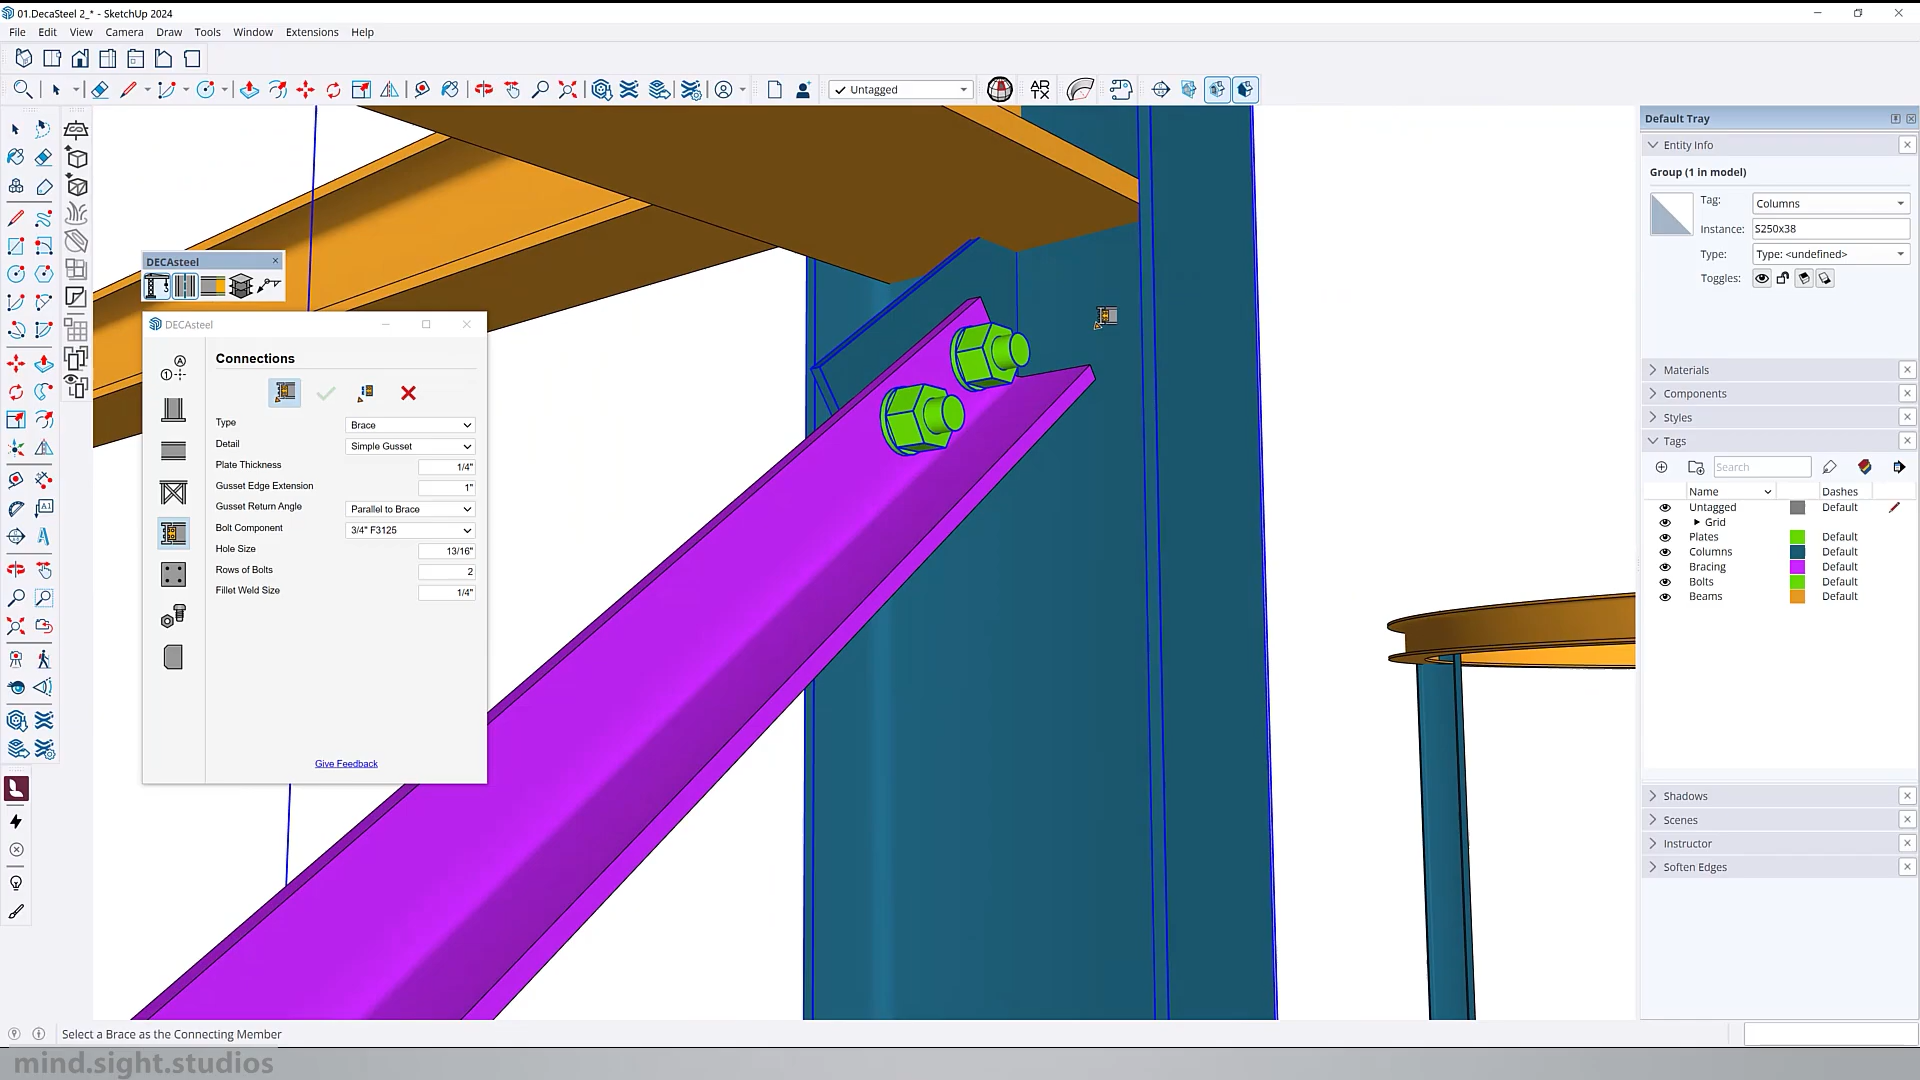 01.DecaSteel 2_* - SketchUp 2024
File Edit View Camera Draw Tools Window Extensions Help
Untagged
AR
TX
Default Tray
Entity Info
Group (1 in model)
Tag: Columns
Instance: S250x38
Type: Type: <undefined>
Toggles:
DECAsteel
DECAsteel
Connections
Type Brace
Detail Simple Gusset
Plate Thickness 1/4"
Gusset Edge Extension 1"
Gusset Return Angle Parallel to Brace
Bolt Component 3/4" F3125
Hole Size 13/16"
Rows of Bolts 2
Fillet Weld Size 1/4"
Give Feedback
Materials
Components
Styles
Tags
Search
Name Dashes
Untagged Default
Grid
Plates Default
Columns Default
Bracing Default
Bolts Default
Beams Default
Shadows
Scenes
Instructor
Soften Edges
Select a Brace as the Connecting Member
mind.sight.studios